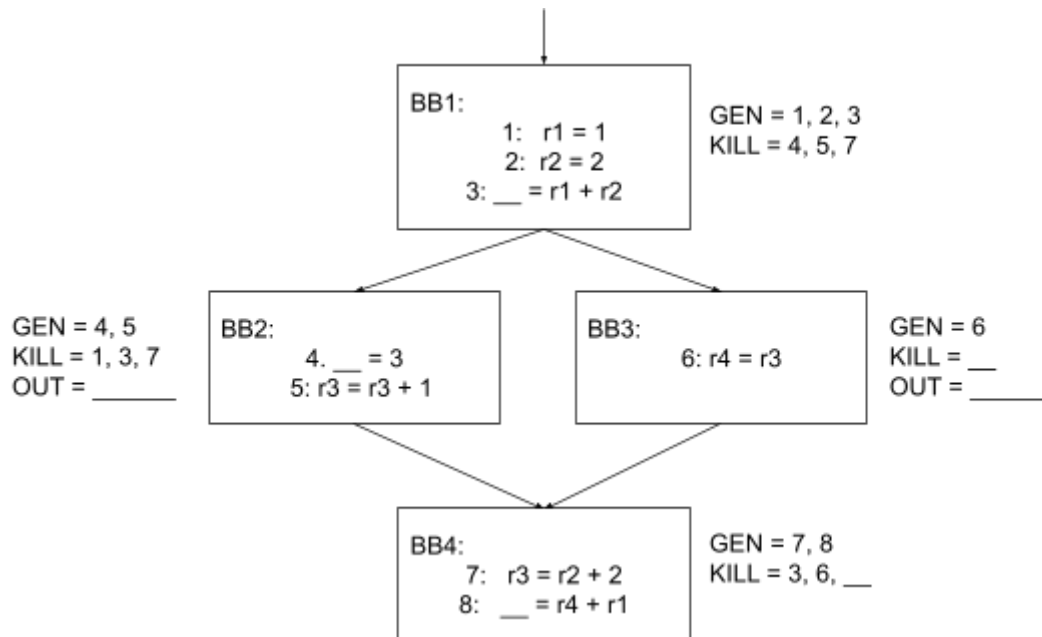 BB1:
1: r1 = 1
2: r2 = 2
3: __ = r1 + r2
GEN = 1, 2, 3
KILL = 4, 5, 7
GEN = 4, 5
KILL = 1, 3, 7
OUT = ______
BB2:
4. __ = 3
5: r3 = r3 + 1
BB3:
6: r4 = r3
GEN = 6
KILL = __
OUT = _____
BB4:
7: r3 = r2 + 2
8: __ = r4 + r1
GEN = 7, 8
KILL = 3, 6, __